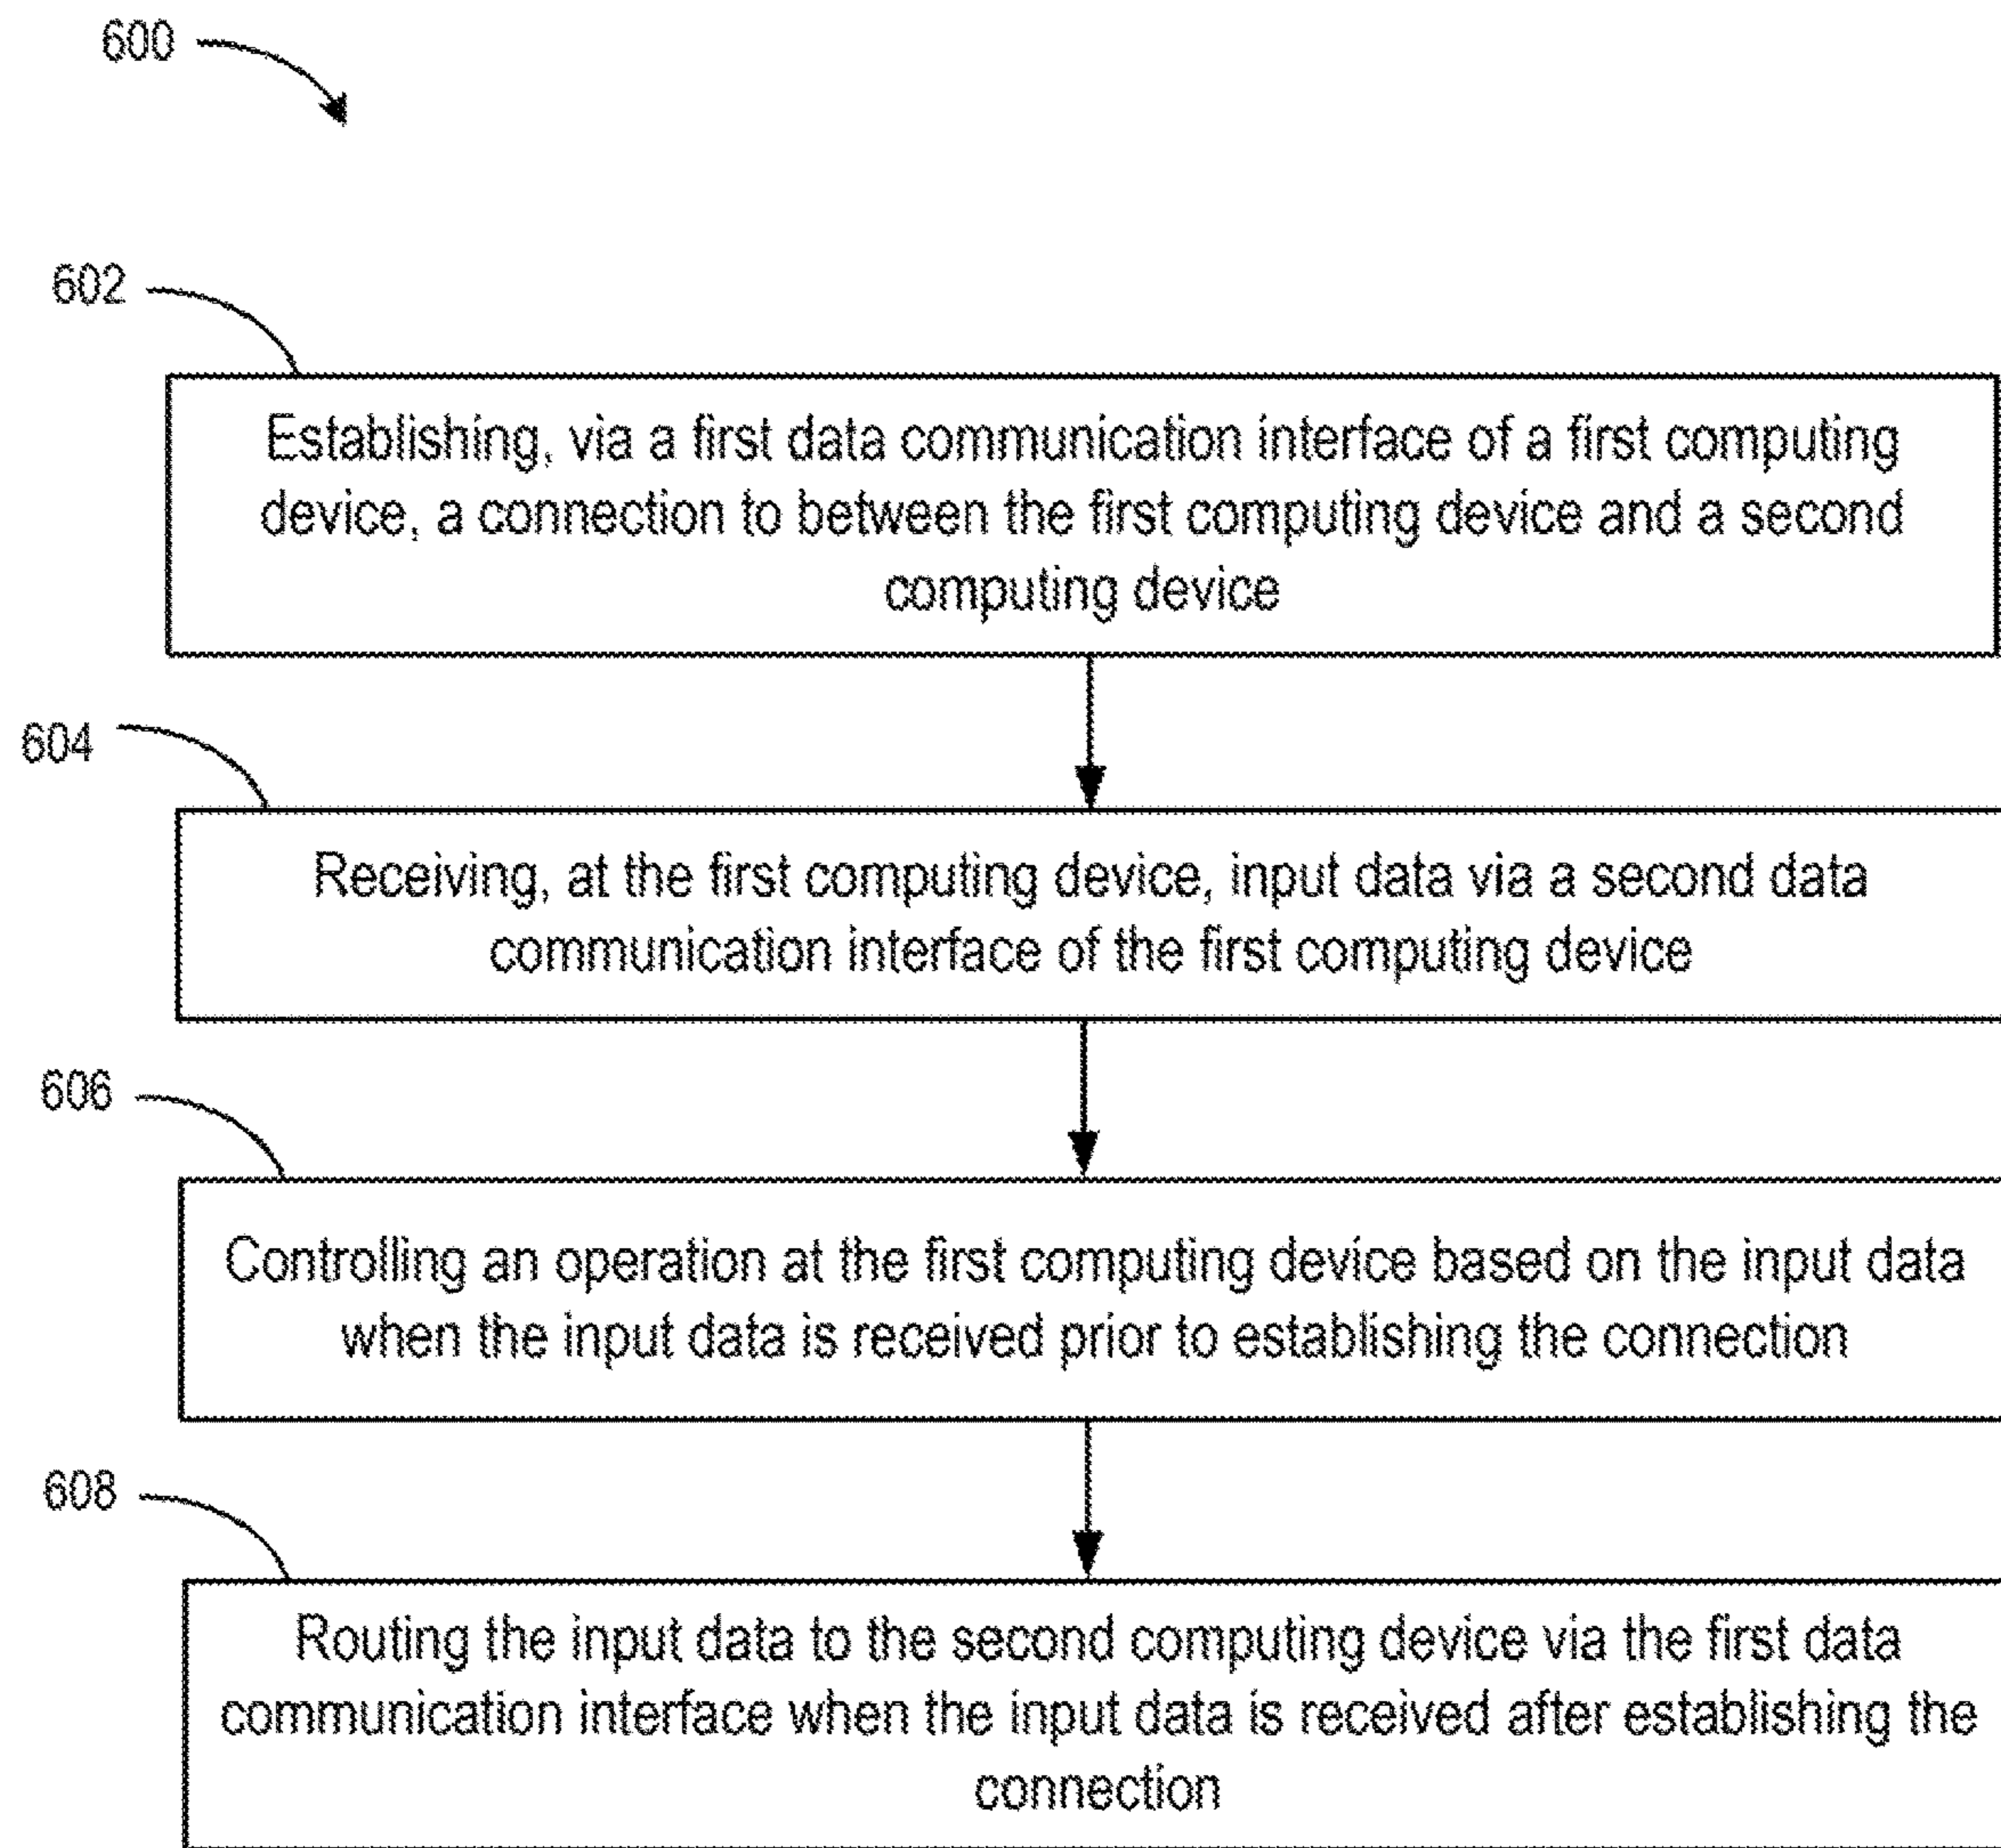 600
602
Establishing, via a first data communication interface of a first computing
device, a connection to between the first computing device and a second
computing device
604
Receiving, at the first computing device, input data via a second data
communication interface of the first computing device
606
Controlling an operation at the first computing device based on the input data
when the input data is received prior to establishing the connection
608
Routing the input data to the second computing device via the first data
communication interface when the input data is received after establishing the
connection